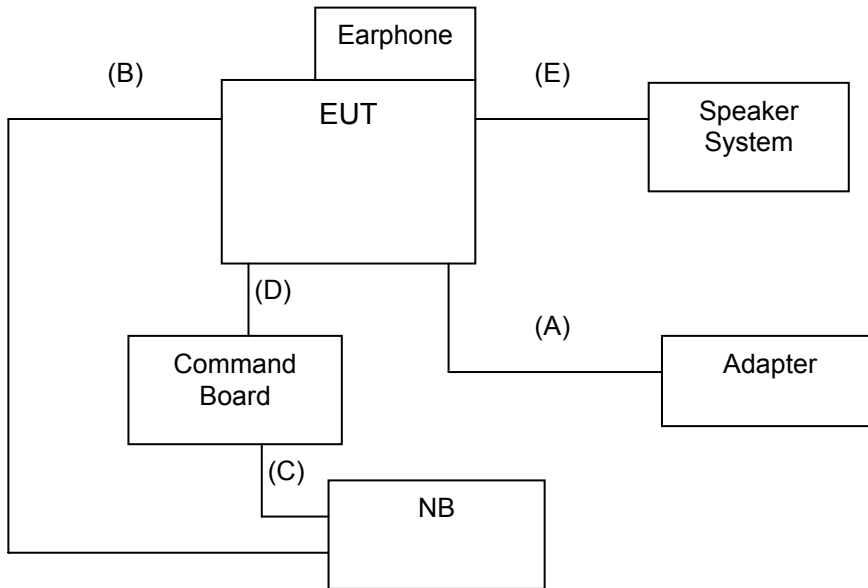 Earphone
(B)
(E)
EUT
Speaker
System
(D)
(A)
Command
Board
Adapter
(C)
NB